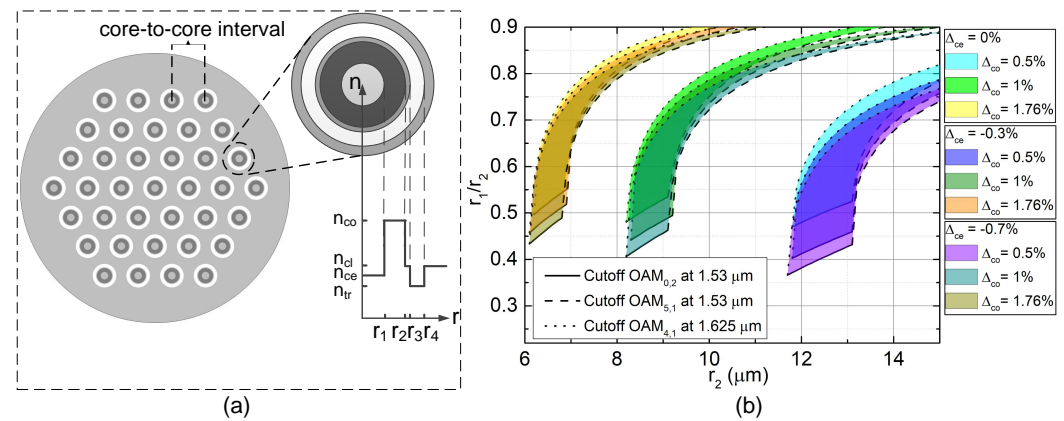 core-to-core interval
n
n_co
n_cl
n_ce
n_tr
r_1 r_2 r_3 r_4 r
(a)
0.9
0.8
0.7
0.6
0.5
0.4
0.3
r_1/r_2
6 8 10 12 14
r_2 (μm)
Cutoff OAM_0,2 at 1.53 μm
Cutoff OAM_5,1 at 1.53 μm
Cutoff OAM_4,1 at 1.625 μm
Δ_ce = 0%
Δ_co = 0.5%
Δ_co = 1%
Δ_co = 1.76%
Δ_ce = -0.3%
Δ_co = 0.5%
Δ_co = 1%
Δ_co = 1.76%
Δ_ce = -0.7%
Δ_co = 0.5%
Δ_co = 1%
Δ_co = 1.76%
(b)